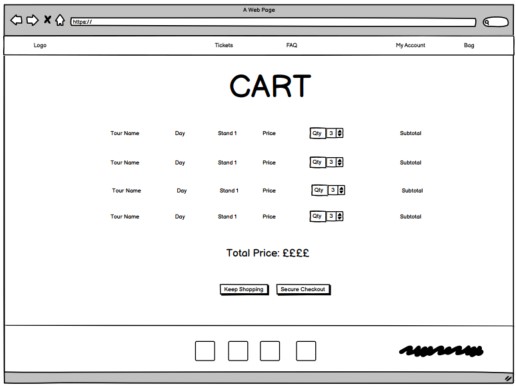 A Web Page
https://
Logo Tickets FAQ My Account Bag
CART
Tour Name Day Stand 1 Price Qty 3 Subtotal
Tour Name Day Stand 1 Price Qty 3 Subtotal
Tour Name Day Stand 1 Price Qty 3 Subtotal
Tour Name Day Stand 1 Price Qty 3 Subtotal
Total Price: ££££
Keep Shopping Secure Checkout